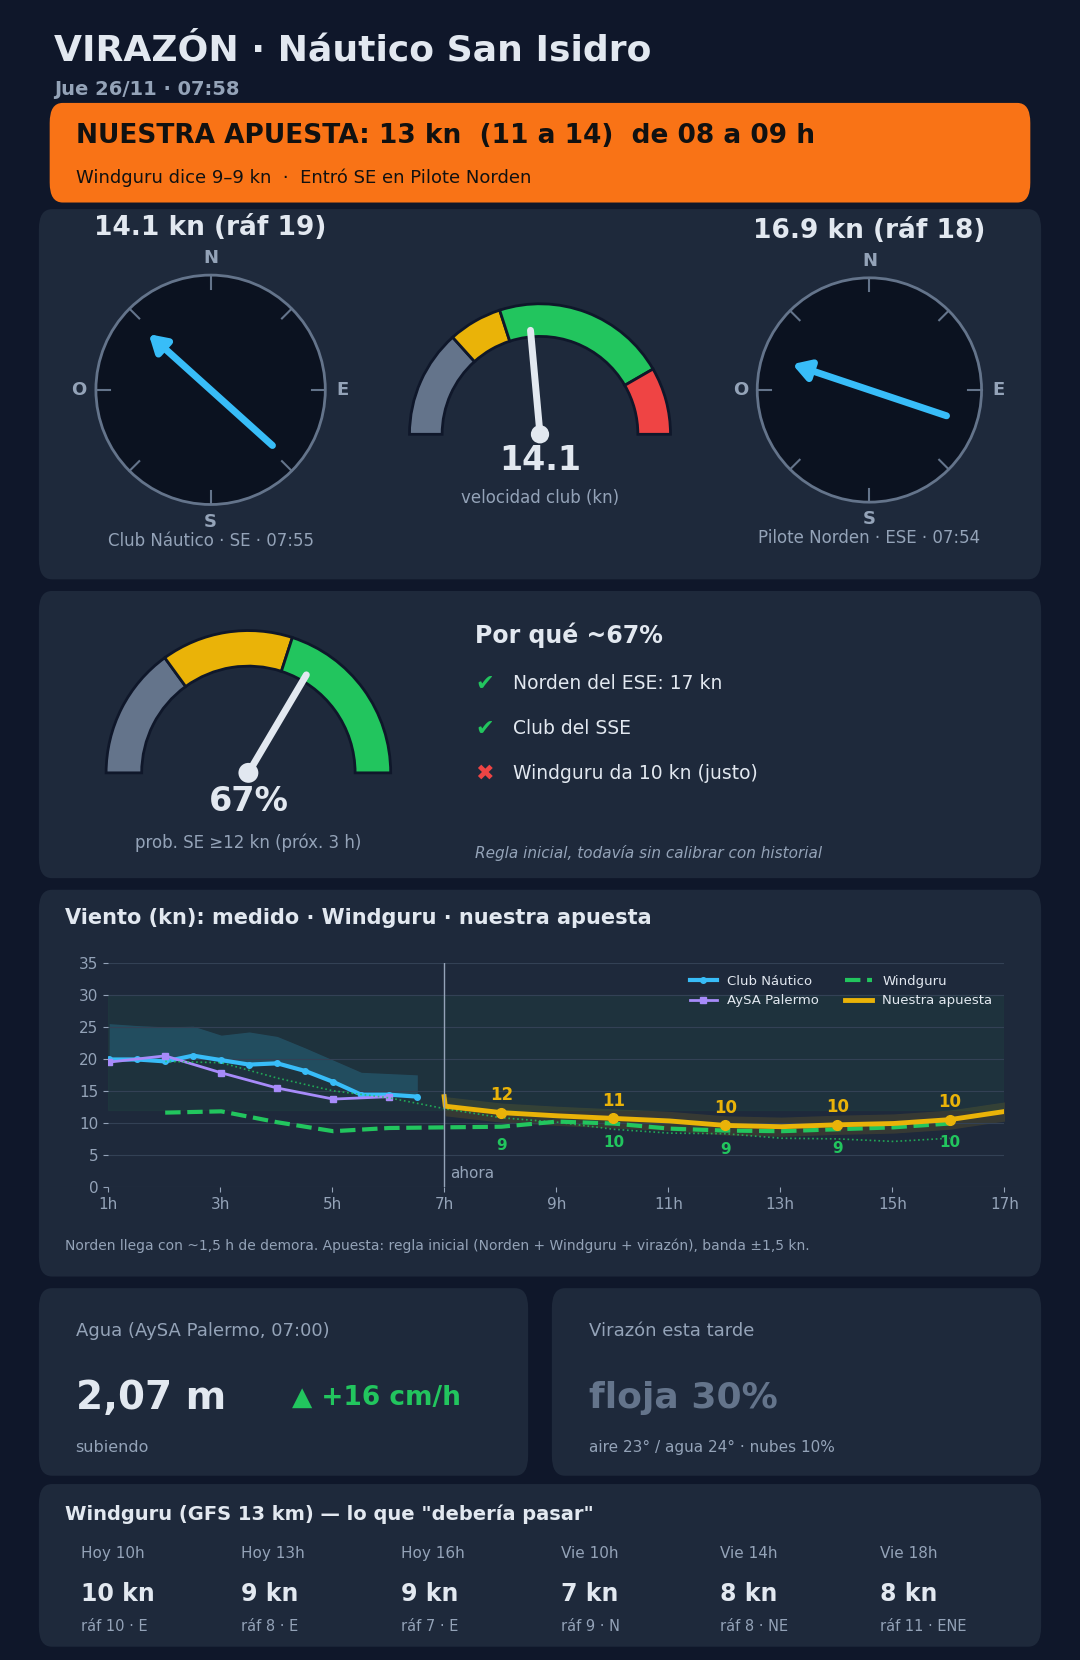 VIRAZÓN · Náutico San Isidro
Jue 26/11 · 07:58
NUESTRA APUESTA: 13 kn (11 a 14) de 08 a 09 h
Windguru dice 9–9 kn · Entró SE en Pilote Norden
14.1 kn (ráf 19)
N
O
E
S
Club Náutico · SE · 07:55
14.1
velocidad club (kn)
16.9 kn (ráf 18)
N
O
E
S
Pilote Norden · ESE · 07:54
67%
prob. SE ≥12 kn (próx. 3 h)
Por qué ~67%
✔ Norden del ESE: 17 kn
✔ Club del SSE
✖ Windguru da 10 kn (justo)
Regla inicial, todavía sin calibrar con historial
Viento (kn): medido · Windguru · nuestra apuesta
35
30
25
20
15
10
5
0
Club Náutico
AySA Palermo
Windguru
Nuestra apuesta
12
11
10
10
10
9
10
9
9
10
ahora
1h
3h
5h
7h
9h
11h
13h
15h
17h
Norden llega con ~1,5 h de demora. Apuesta: regla inicial (Norden + Windguru + virazón), banda ±1,5 kn.
Agua (AySA Palermo, 07:00)
2,07 m
▲ +16 cm/h
subiendo
Virazón esta tarde
floja 30%
aire 23° / agua 24° · nubes 10%
Windguru (GFS 13 km) — lo que "debería pasar"
Hoy 10h
Hoy 13h
Hoy 16h
Vie 10h
Vie 14h
Vie 18h
10 kn
9 kn
9 kn
7 kn
8 kn
8 kn
ráf 10 · E
ráf 8 · E
ráf 7 · E
ráf 9 · N
ráf 8 · NE
ráf 11 · ENE